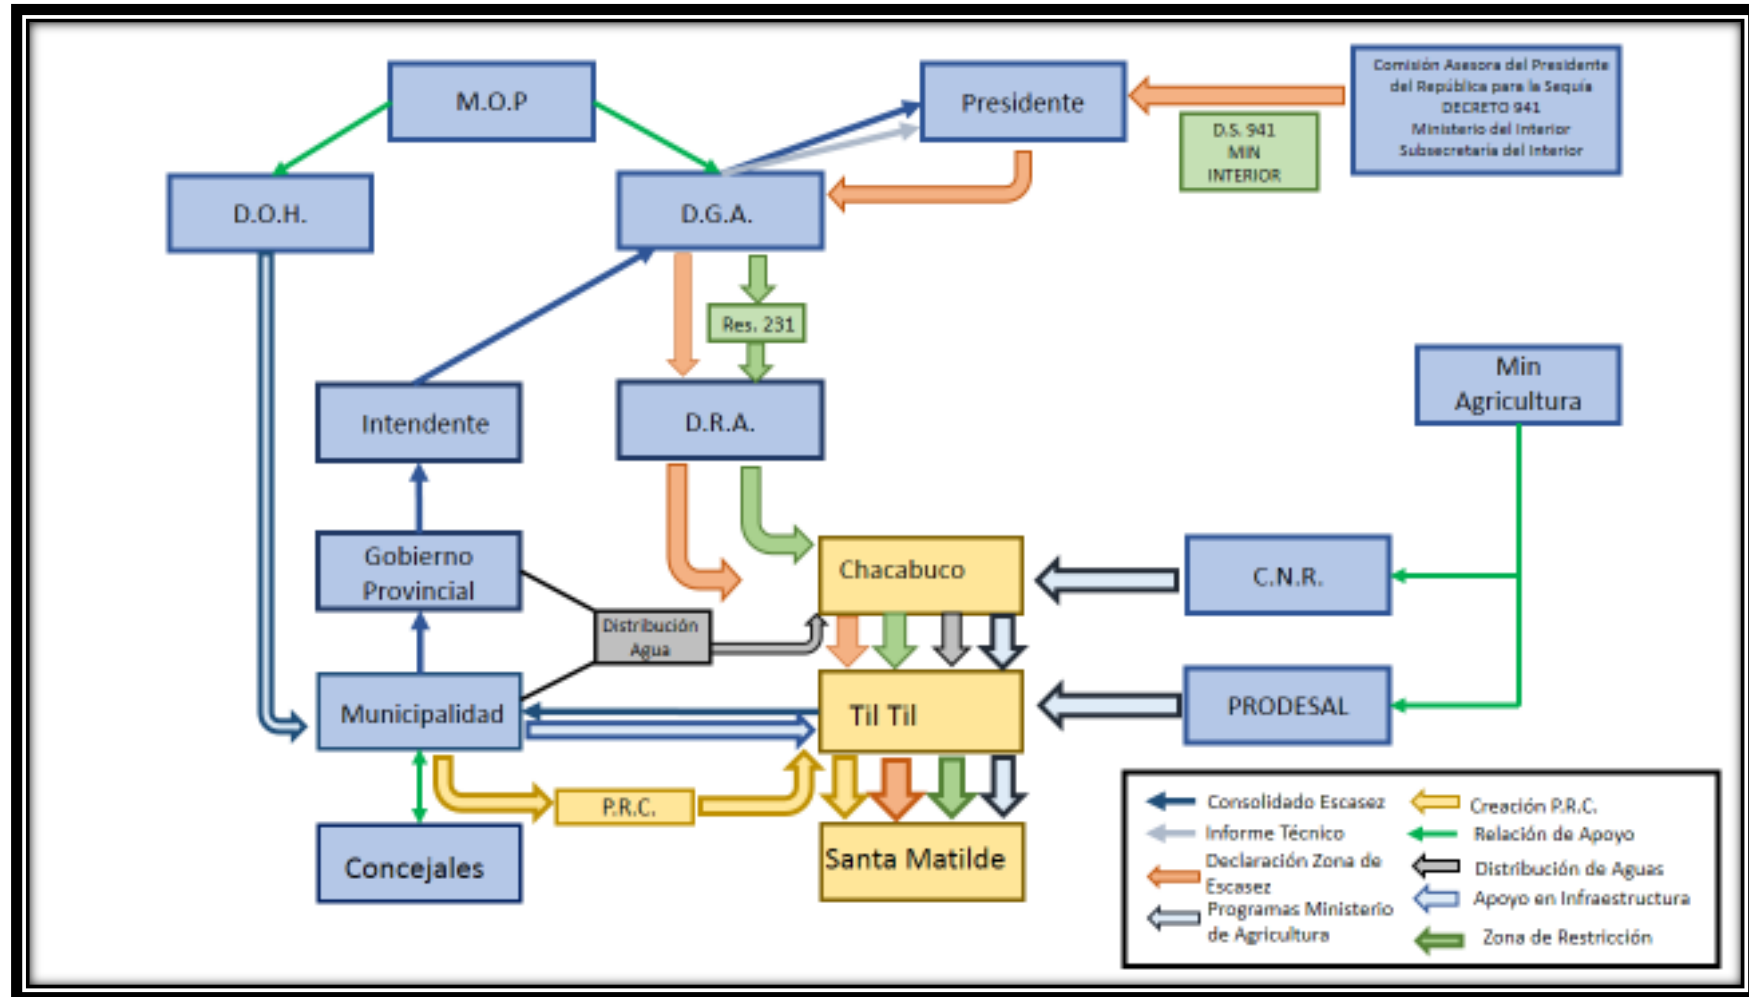 M.O.P
Presidente
Comisión Asesora del Presidente
del República para la Sequía
DECRETO 941
Ministerio del Interior
Subsecretaria del Interior
D.S. 941
MIN
INTERIOR
D.O.H.
D.G.A.
Res. 231
Min
Agricultura
Intendente
D.R.A.
Gobierno
Provincial
Chacabuco
C.N.R.
Distribución
Agua
Municipalidad
Til Til
PRODESAL
P.R.C.
Concejales
Santa Matilde
Consolidado Escasez
Informe Técnico
Declaración Zona de
Escasez
Programas Ministerio
de Agricultura
Creación P.R.C.
Relación de Apoyo
Distribución de Aguas
Apoyo en Infraestructura
Zona de Restricción